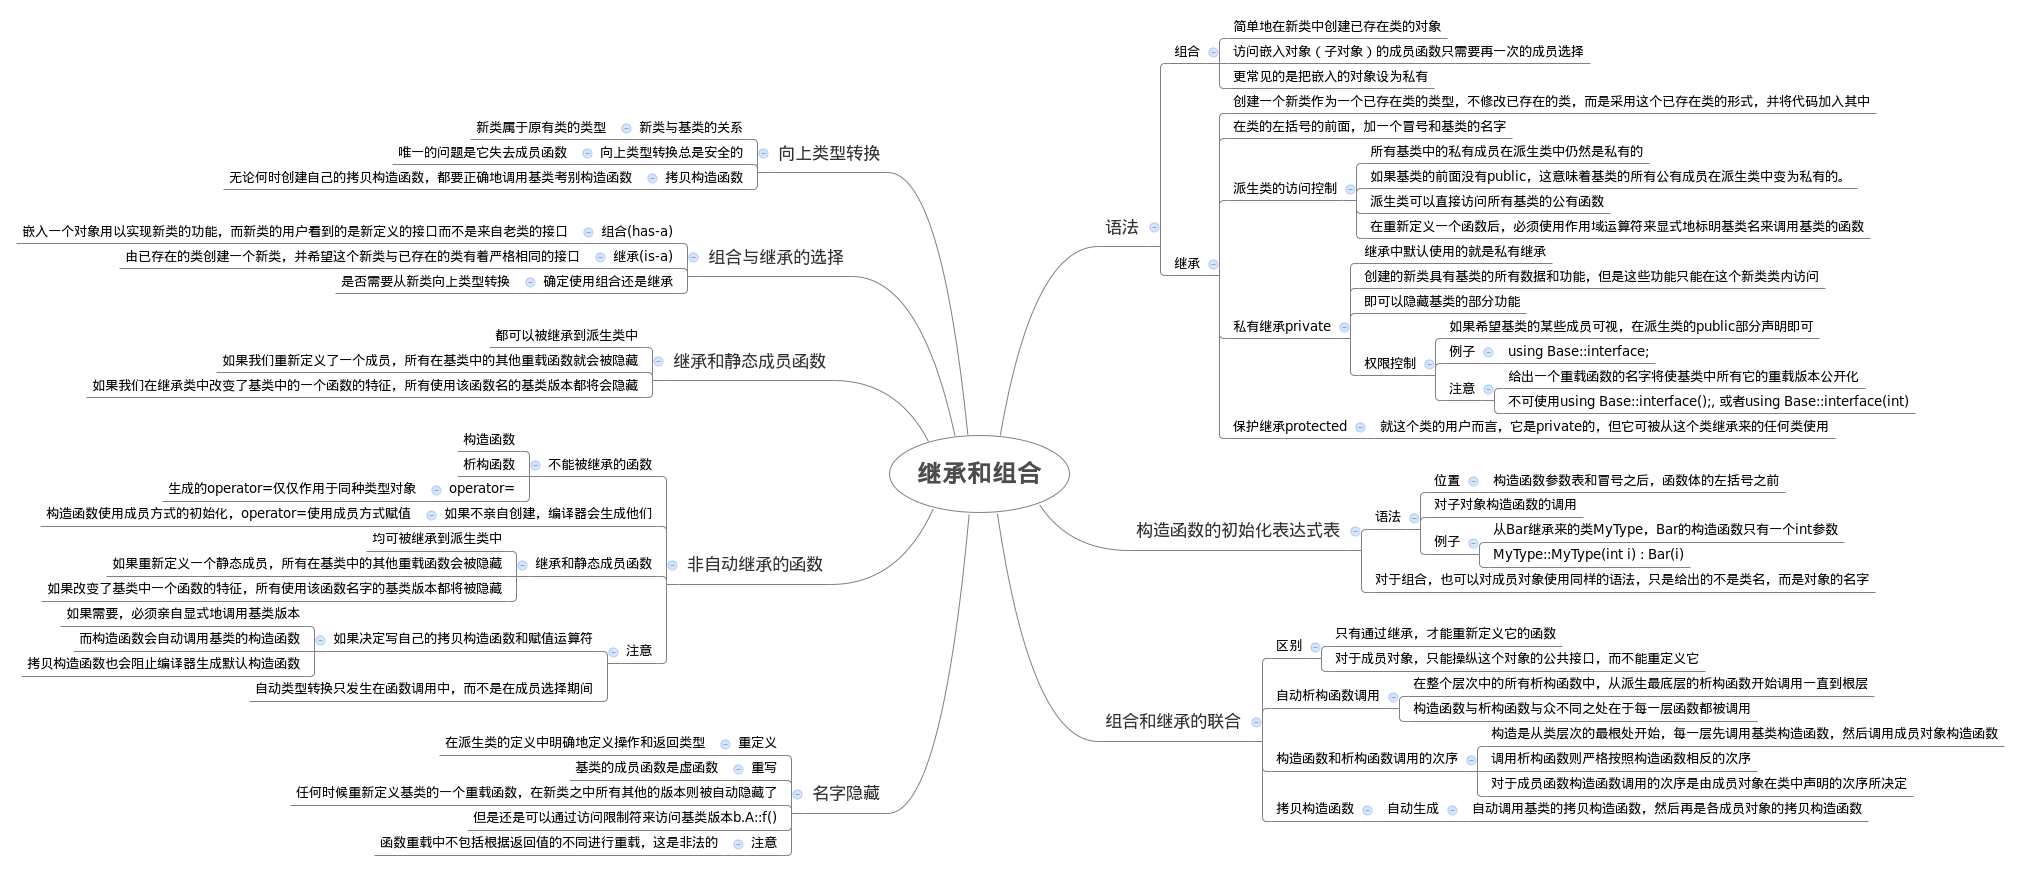 继承和组合
语法
组合
简单地在新类中创建已存在类的对象
访问嵌入对象（子对象）的成员函数只需要再一次的成员选择
更常见的是把嵌入的对象设为私有
继承
创建一个新类作为一个已存在类的类型，不修改已存在的类，而是采用这个已存在类的形式，并将代码加入其中
在类的左括号的前面，加一个冒号和基类的名字
派生类的访问控制
所有基类中的私有成员在派生类中仍然是私有的
如果基类的前面没有public，这意味着基类的所有公有成员在派生类中变为私有的。
派生类可以直接访问所有基类的公有函数
在重新定义一个函数后，必须使用作用域运算符来显式地标明基类名来调用基类的函数
私有继承private
继承中默认使用的就是私有继承
创建的新类具有基类的所有数据和功能，但是这些功能只能在这个新类类内访问
即可以隐藏基类的部分功能
权限控制
如果希望基类的某些成员可视，在派生类的public部分声明即可
例子
using Base::interface;
注意
给出一个重载函数的名字将使基类中所有它的重载版本公开化
不可使用using Base::interface();, 或者using Base::interface(int)
保护继承protected
就这个类的用户而言，它是private的，但它可被从这个类继承来的任何类使用
构造函数的初始化表达式表
语法
位置
构造函数参数表和冒号之后，函数体的左括号之前
对子对象构造函数的调用
例子
从Bar继承来的类MyType，Bar的构造函数只有一个int参数
MyType::MyType(int i) : Bar(i)
对于组合，也可以对成员对象使用同样的语法，只是给出的不是类名，而是对象的名字
组合和继承的联合
区别
只有通过继承，才能重新定义它的函数
对于成员对象，只能操纵这个对象的公共接口，而不能重定义它
自动析构函数调用
在整个层次中的所有析构函数中，从派生最底层的析构函数开始调用一直到根层
构造函数与析构函数与众不同之处在于每一层函数都被调用
构造函数和析构函数调用的次序
构造是从类层次的最根处开始，每一层先调用基类构造函数，然后调用成员对象构造函数
调用析构函数则严格按照构造函数相反的次序
对于成员函数构造函数调用的次序是由成员对象在类中声明的次序所决定
拷贝构造函数
自动生成
自动调用基类的拷贝构造函数，然后再是各成员对象的拷贝构造函数
向上类型转换
新类与基类的关系
新类属于原有类的类型
向上类型转换总是安全的
唯一的问题是它失去成员函数
拷贝构造函数
无论何时创建自己的拷贝构造函数，都要正确地调用基类考别构造函数
组合与继承的选择
组合(has-a)
嵌入一个对象用以实现新类的功能，而新类的用户看到的是新定义的接口而不是来自老类的接口
继承(is-a)
由已存在的类创建一个新类，并希望这个新类与已存在的类有着严格相同的接口
确定使用组合还是继承
是否需要从新类向上类型转换
继承和静态成员函数
都可以被继承到派生类中
如果我们重新定义了一个成员，所有在基类中的其他重载函数就会被隐藏
如果我们在继承类中改变了基类中的一个函数的特征，所有使用该函数名的基类版本都将会隐藏
非自动继承的函数
不能被继承的函数
构造函数
析构函数
operator=
生成的operator=仅仅作用于同种类型对象
如果不亲自创建，编译器会生成他们
构造函数使用成员方式的初始化，operator=使用成员方式赋值
继承和静态成员函数
均可被继承到派生类中
如果重新定义一个静态成员，所有在基类中的其他重载函数会被隐藏
如果改变了基类中一个函数的特征，所有使用该函数名字的基类版本都将被隐藏
注意
如果决定写自己的拷贝构造函数和赋值运算符
如果需要，必须亲自显式地调用基类版本
而构造函数会自动调用基类的构造函数
拷贝构造函数也会阻止编译器生成默认构造函数
自动类型转换只发生在函数调用中，而不是在成员选择期间
名字隐藏
重定义
在派生类的定义中明确地定义操作和返回类型
重写
基类的成员函数是虚函数
任何时候重新定义基类的一个重载函数，在新类之中所有其他的版本则被自动隐藏了
但是还是可以通过访问限制符来访问基类版本b.A::f()
注意
函数重载中不包括根据返回值的不同进行重载，这是非法的